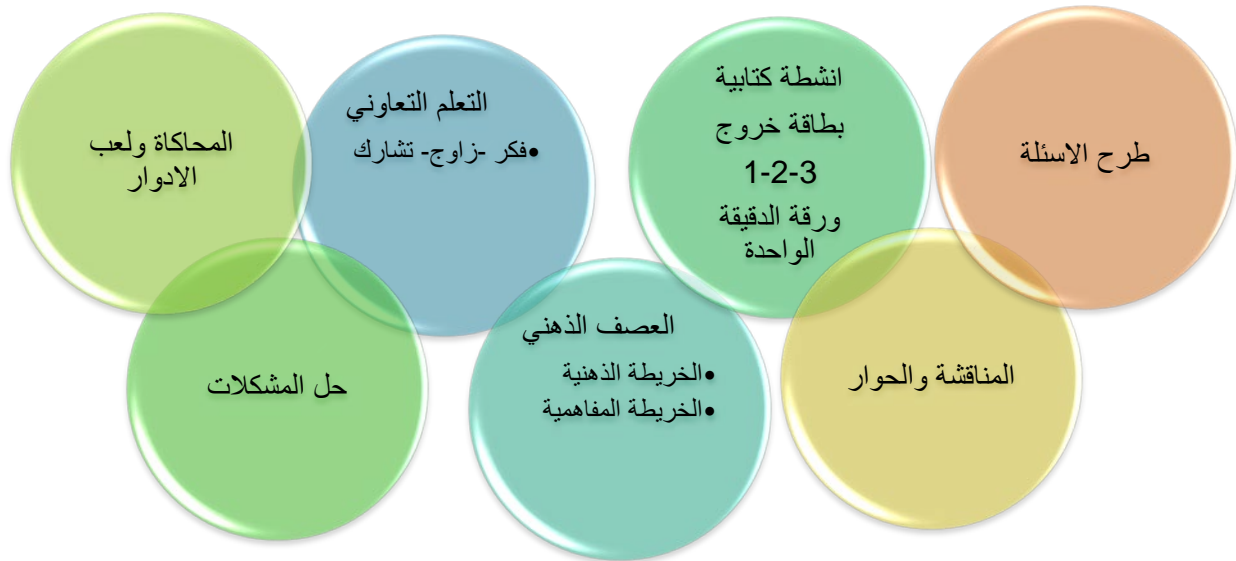 طرح الاسئلة
المناقشة والحوار
انشطة كتابية
بطاقة خروج
1-2-3
ورقة الدقيقة
الواحدة
العصف الذهني
•الخريطة الذهنية
•الخريطة المفاهمية
التعلم التعاوني
•فكر -زاوج- تشارك
حل المشكلات
المحاكاة ولعب
الادوار